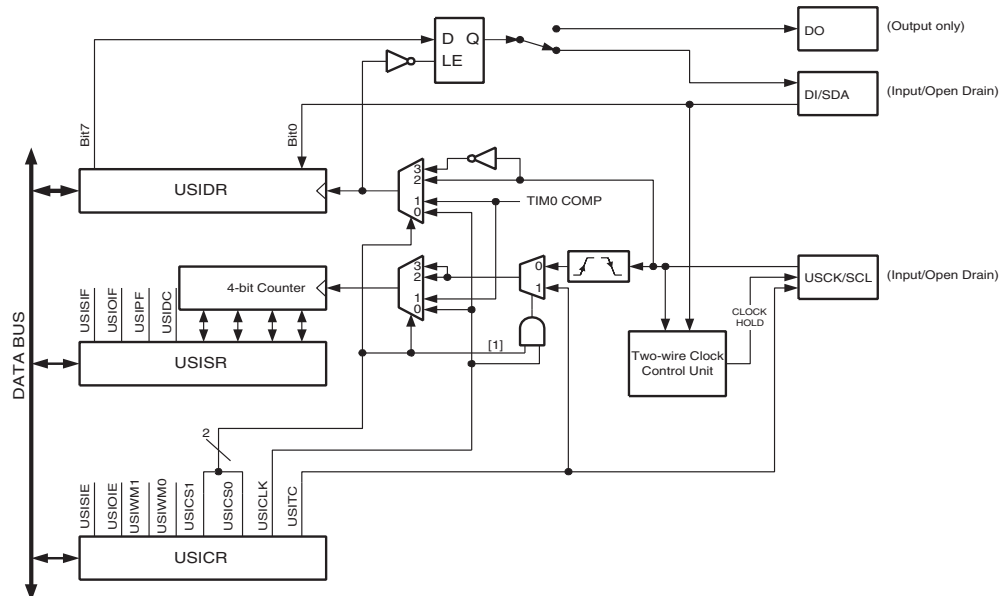 DO
(Output only)
D Q
LE
DI/SDA
(Input/Open Drain)
Bit7
Bit0
USIDR
3
2
1
0
TIM0 COMP
3
2
1
0
0
1
USCK/SCL
(Input/Open Drain)
4-bit Counter
USISIF
USIOIF
USIPF
USIDC
USISR
[1]
CLOCK
HOLD
Two-wire Clock
Control Unit
DATA BUS
2
USISIE
USIOIE
USIWM1
USIWM0
USICS1
USICS0
USICLK
USITC
USICR